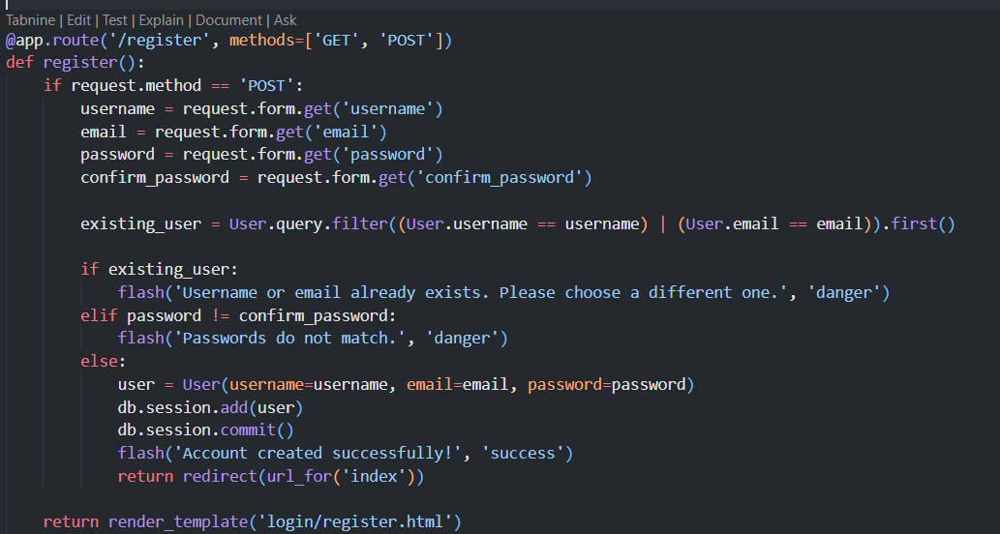 Tabnine | Edit | Test | Explain | Document | Ask
@app.route('/register', methods=['GET', 'POST'])
def register():
    if request.method == 'POST':
        username = request.form.get('username')
        email = request.form.get('email')
        password = request.form.get('password')
        confirm_password = request.form.get('confirm_password')

        existing_user = User.query.filter((User.username == username) | (User.email == email)).first()

        if existing_user:
            flash('Username or email already exists. Please choose a different one.', 'danger')
        elif password != confirm_password:
            flash('Passwords do not match.', 'danger')
        else:
            user = User(username=username, email=email, password=password)
            db.session.add(user)
            db.session.commit()
            flash('Account created successfully!', 'success')
            return redirect(url_for('index'))

    return render_template('login/register.html')